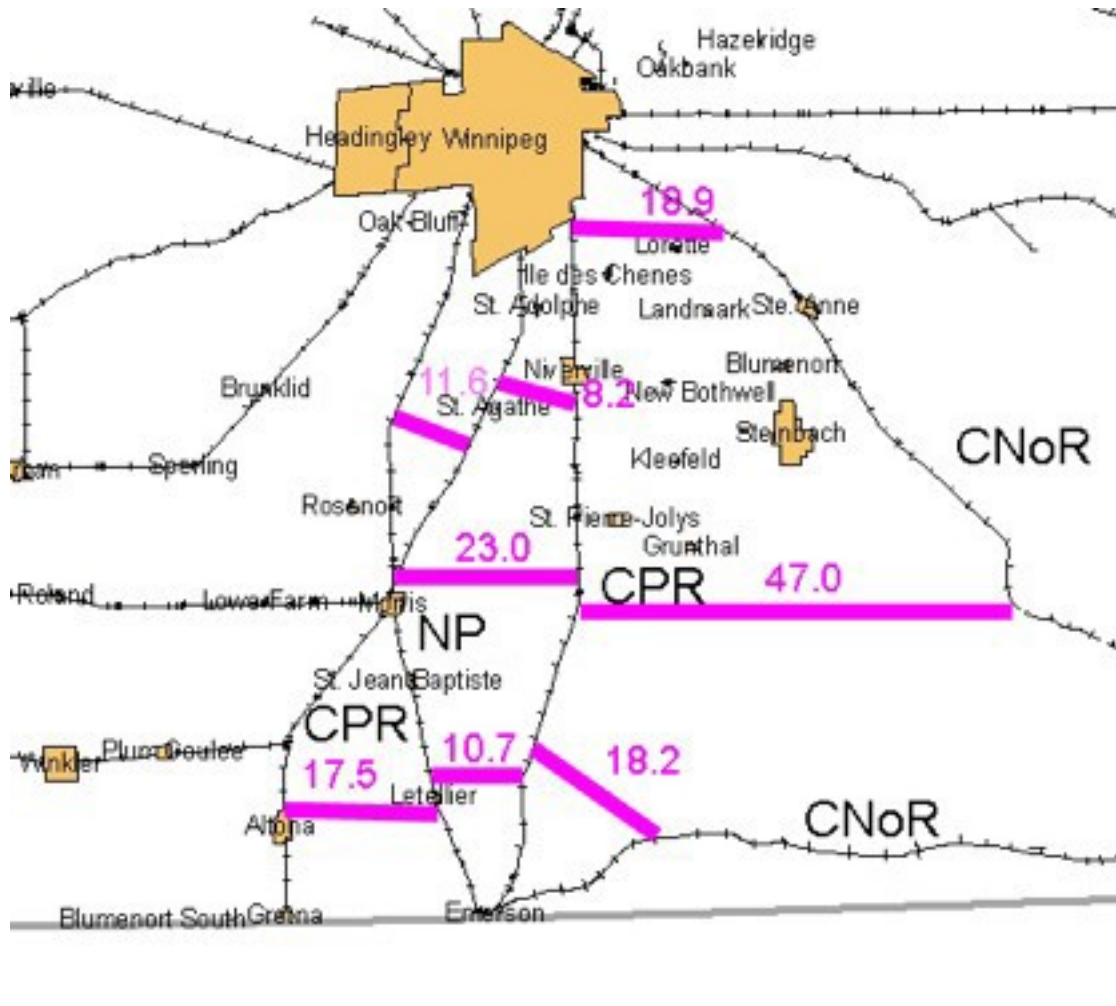 Hazelridge
Oakbank
ville
Headingley
Winnipeg
18.9
Oak Bluff
Lorette
Ile des Chenes
St. Adolphe
Landmark
Ste. Anne
Niverville
Blumenort
11.6
8.2
New Bothwell
Brunklid
St. Agathe
Steinbach
CNoR
Sperling
Kleefeld
Rosenort
St. Pierre-Jolys
Grunthal
23.0
CPR
47.0
Roland
Lowe Farm
Morris
NP
St. Jean Baptiste
CPR
10.7
18.2
Plum Coulee
Winkler
17.5
Letellier
Altona
CNoR
Blumenort South
Gretna
Emerson